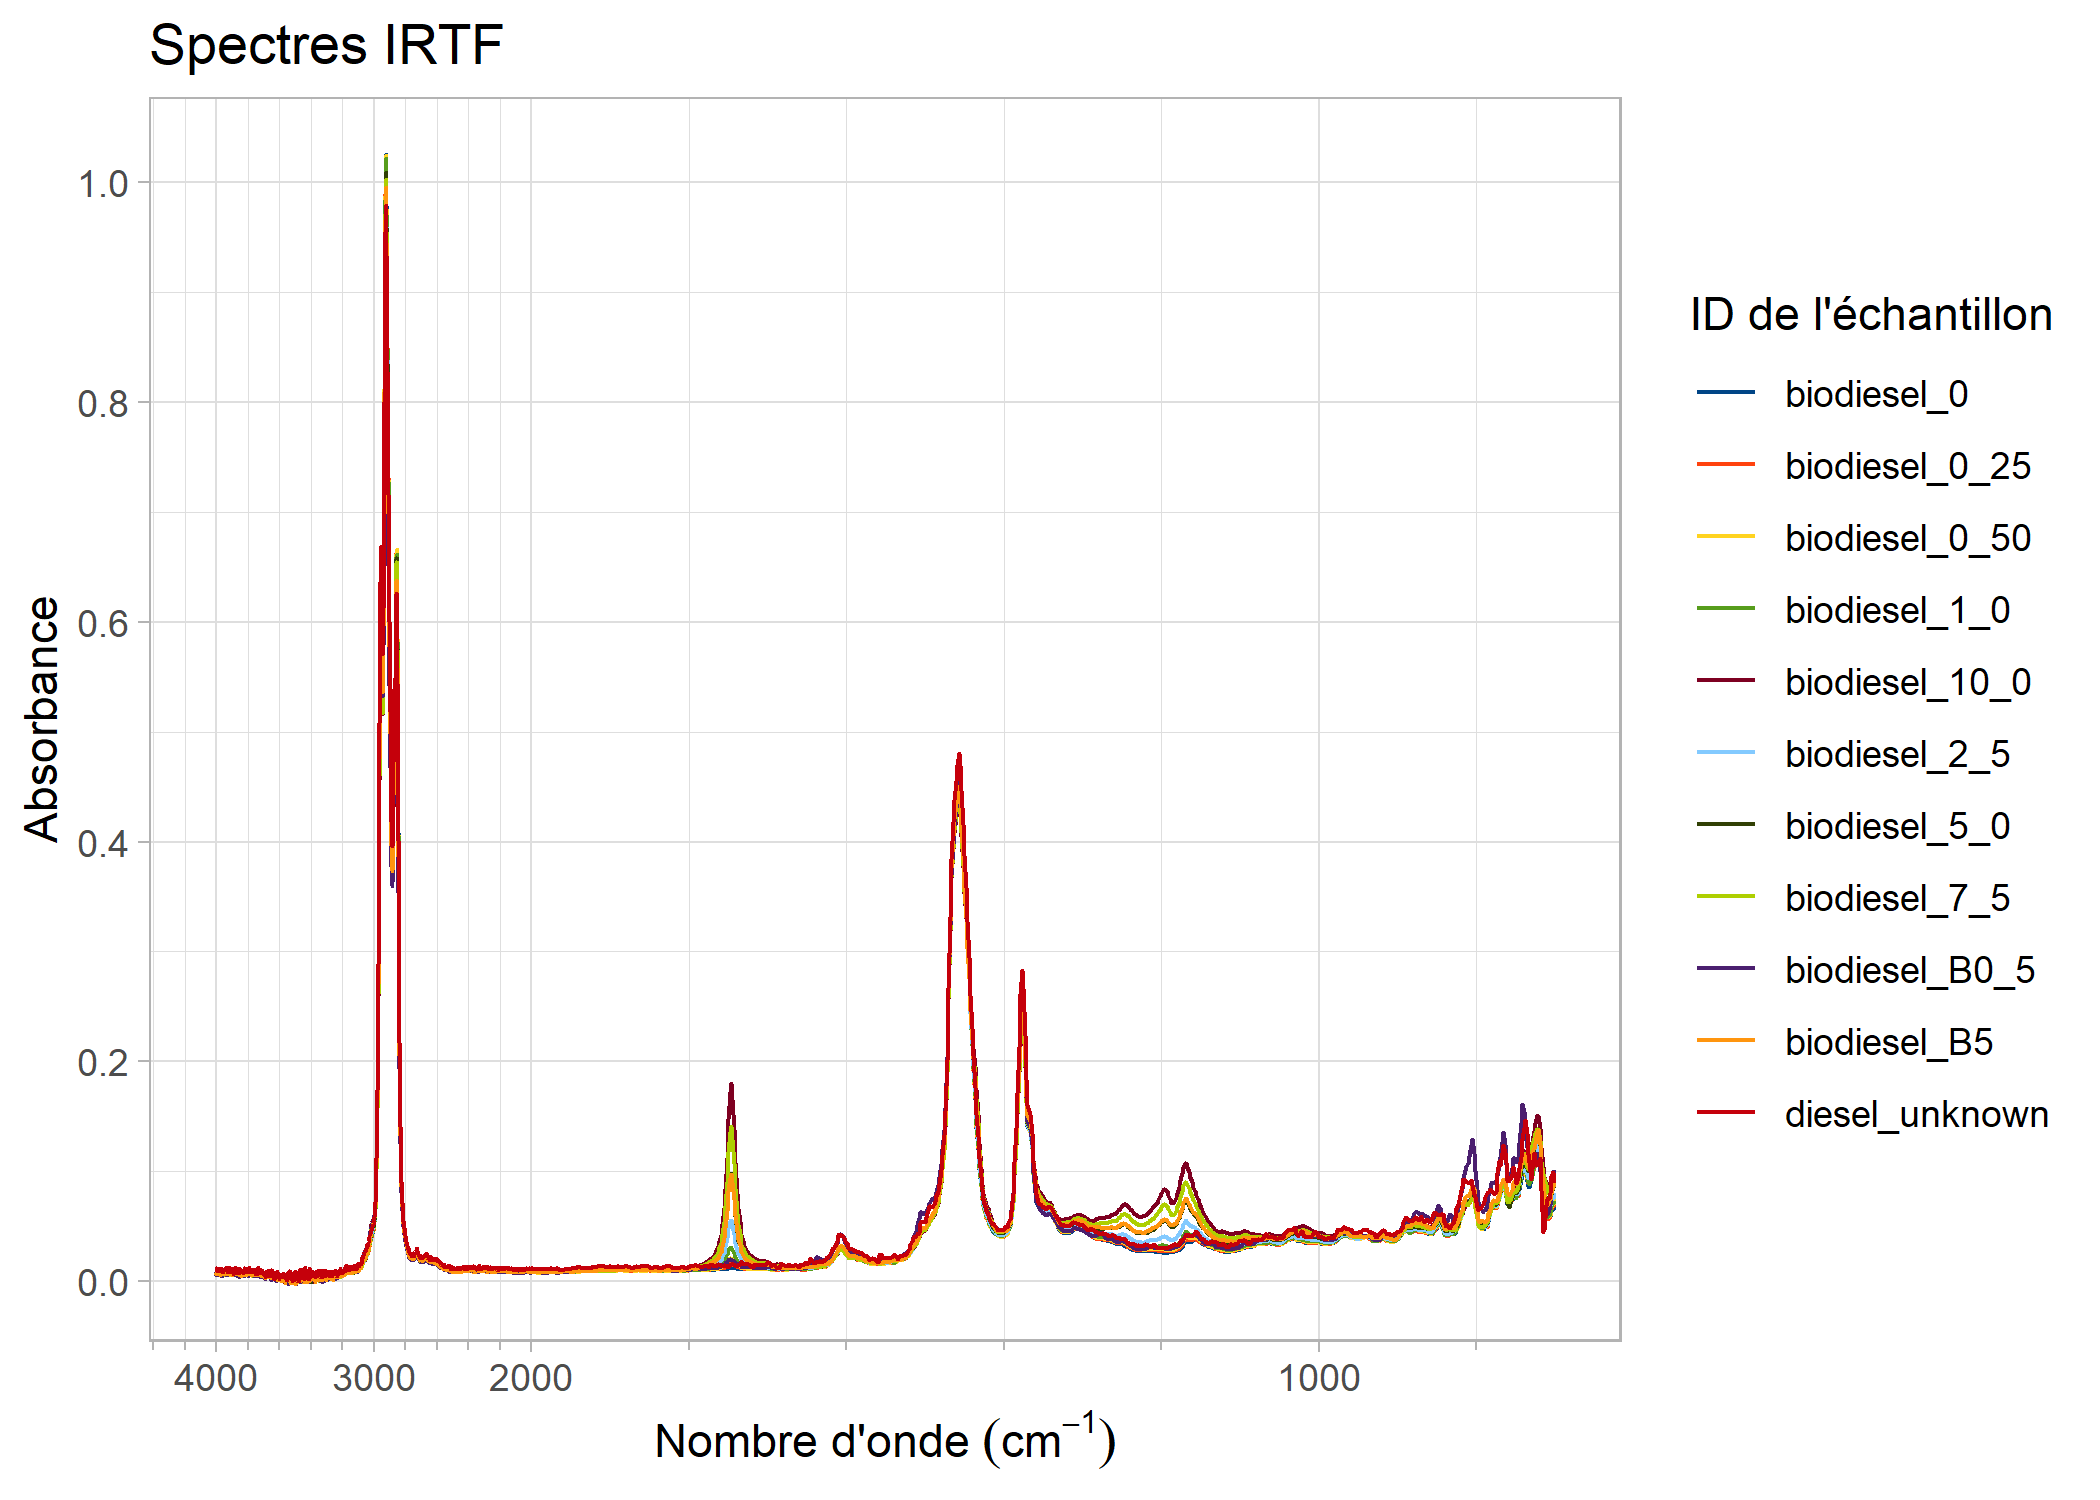 Spectres IRTF
1.0
0.8
0.6
0.4
0.2
0.0
Absorbance
4000
3000
2000
1000
Nombre d'onde (cm⁻¹)
ID de l'échantillon
biodiesel_0
biodiesel_0_25
biodiesel_0_50
biodiesel_1_0
biodiesel_10_0
biodiesel_2_5
biodiesel_5_0
biodiesel_7_5
biodiesel_B0_5
biodiesel_B5
diesel_unknown